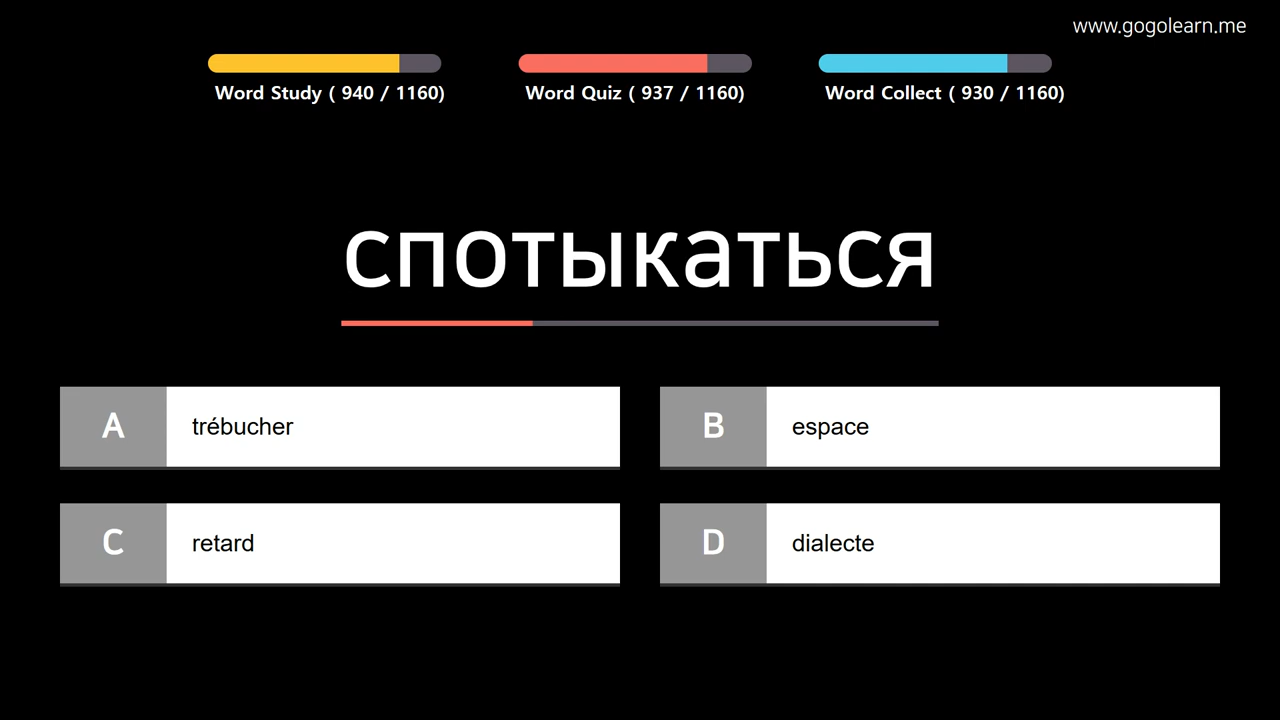 www.gogolearn.me
Word Study ( 940 / 1160)
Word Quiz ( 937 / 1160)
Word Collect ( 930 / 1160)
спотыкаться
A
trébucher
B
espace
C
retard
D
dialecte